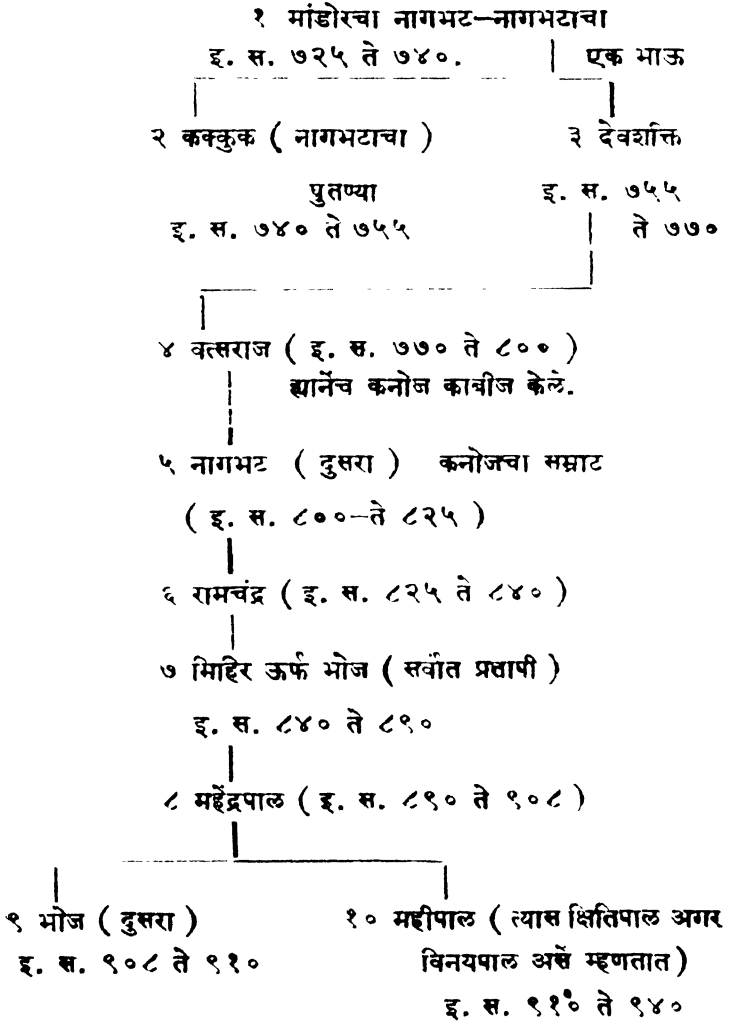 १ मांडोरचा नागभट—नागभटाचा
इ. स. ७२५ ते ७४०. एक भाऊ
२ कक्कुक ( नागभटाचा ) ३ देवशक्ति
पुतण्या इ. स. ७५५
इ. स. ७४० ते ७५५ ते ७७०
४ वत्सराज ( इ. स. ७७० ते ८०० )
ह्यानेंच कनोज काबीज केले.
५ नागभट ( दुसरा ) कनोजचा सम्राट
( इ. स. ८००—ते ८२५ )
६ रामचंद्र ( इ. स. ८२५ ते ८४० )
७ मिहिर ऊर्फ भोज ( सर्वात प्रतापी )
इ. स. ८४० ते ८९०
८ महेंद्रपाल ( इ. स. ८९० ते ९०८ )
९ भोज ( दुसरा ) १० महीपाल ( त्यास क्षितिपाल अगर
इ. स. ९०८ ते ९१० विनयपाल असें म्हणतात )
इ. स. ९१० ते ९४०